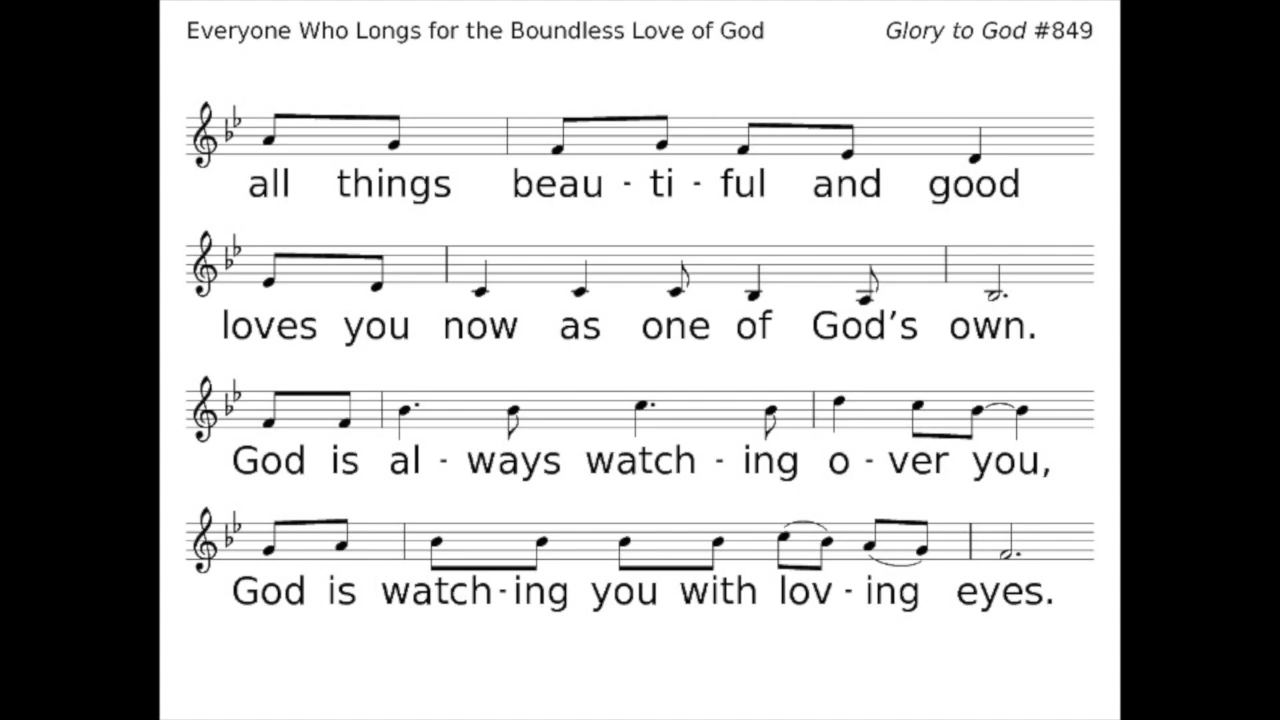 Everyone Who Longs for the Boundless Love of God Glory to God #849
all things beau - ti - ful and good
loves you now as one of God’s own.
God is al - ways watch - ing o - ver you,
God is watch - ing you with lov - ing eyes.